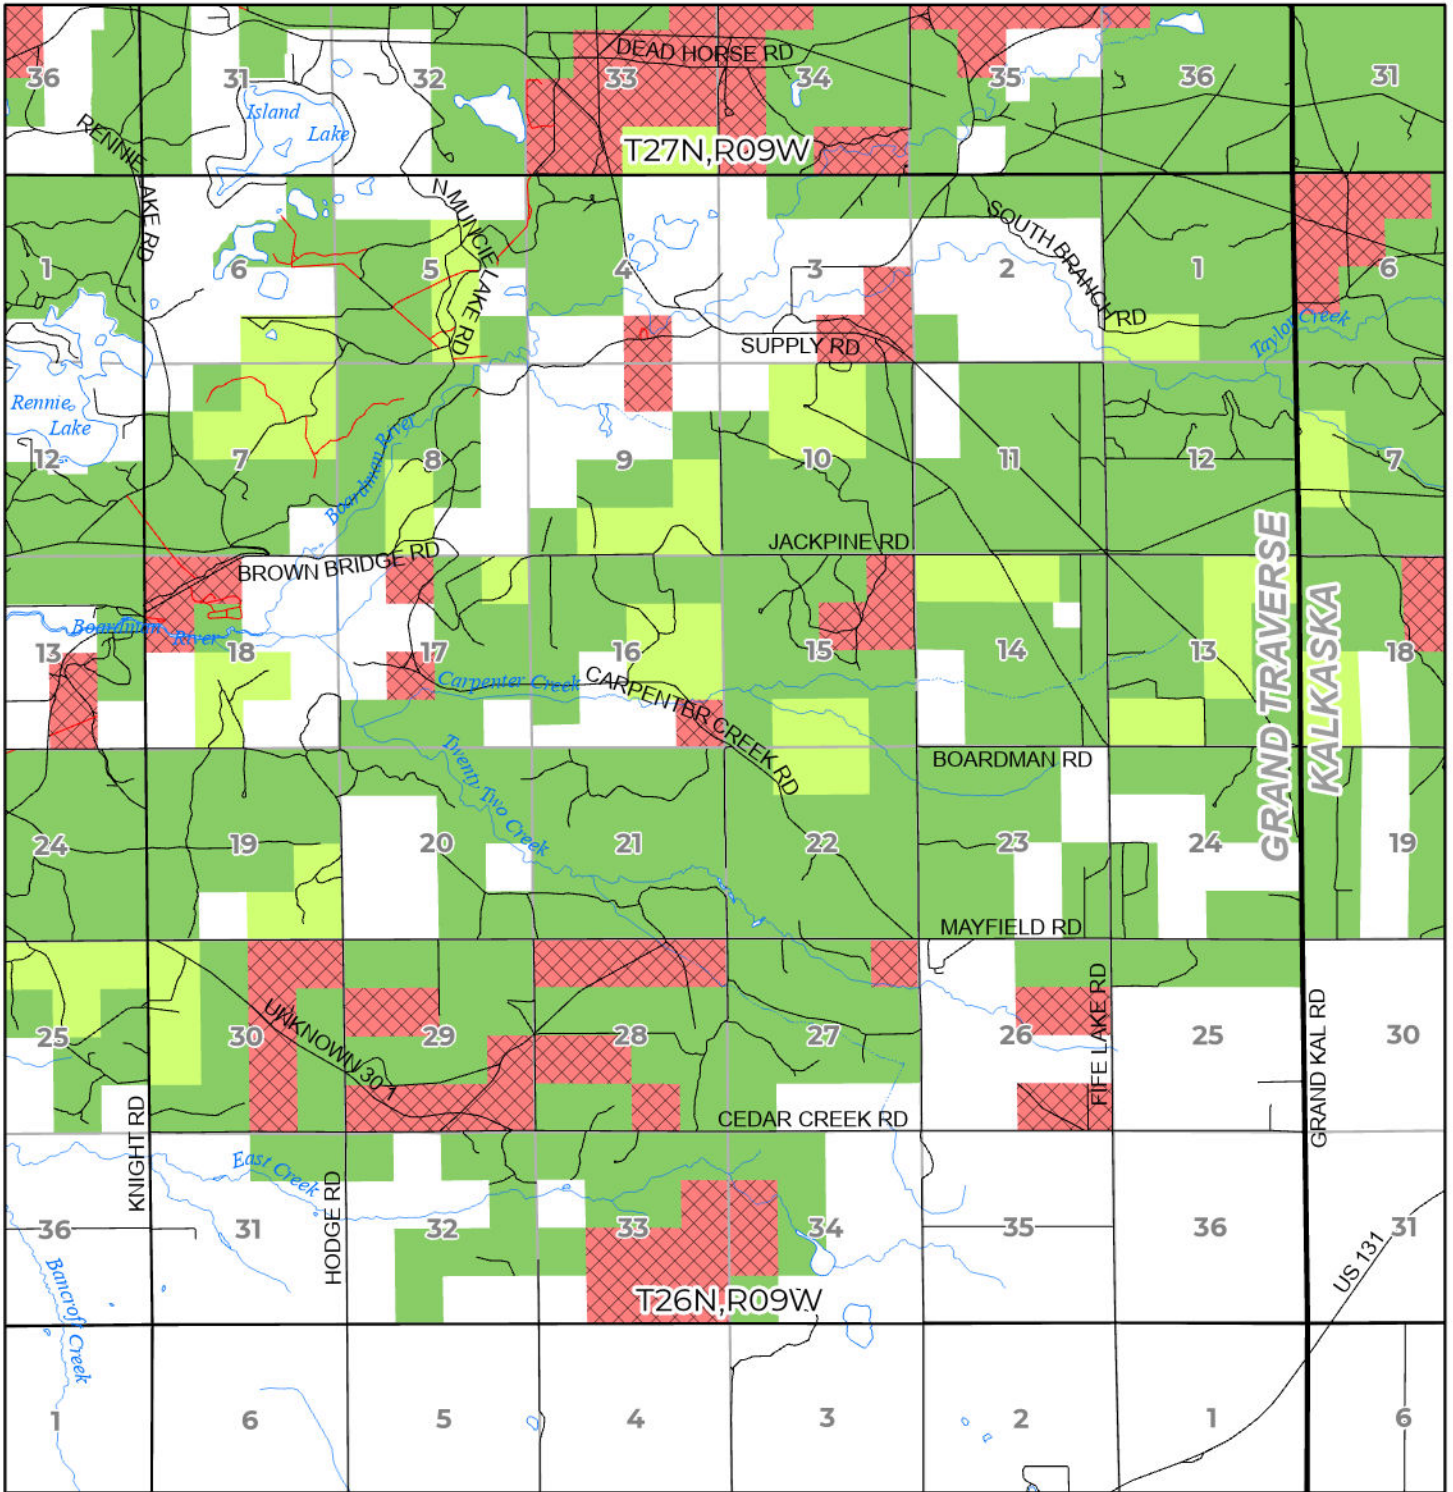 DEAD HORSE RD
36
31
32
33
34
35
36
31
Island
Lake
RENNIE LAKE RD
T27N,R09W
N MUNCIE LAKE RD
SOUTH BRANCH RD
1
6
5
4
3
2
1
6
Taylor Creek
SUPPLY RD
Rennie
Lake
12
7
8
9
10
11
12
7
Boardman River
JACKPINE RD
BROWN BRIDGE RD
GRAND TRAVERSE
KALKASKA
Boardman
River
13
18
17
16
15
14
13
18
Carpenter Creek
CARPENTER CREEK RD
Twenty Two Creek
BOARDMAN RD
24
19
20
21
22
23
24
19
MAYFIELD RD
UNKNOWN 30 1
25
30
29
28
27
26
25
30
FIFE LAKE RD
GRAND KAL RD
KNIGHT RD
CEDAR CREEK RD
East Creek
HODGE RD
36
31
32
33
34
35
36
31
US 131
Bancroft Creek
T26N,R09W
1
6
5
4
3
2
1
6